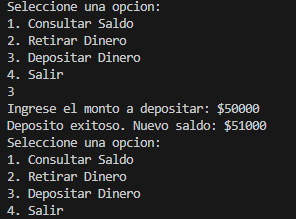 Seleccione una opcion:
1. Consultar Saldo
2. Retirar Dinero
3. Depositar Dinero
4. Salir
3
Ingrese el monto a depositar: $50000
Deposito exitoso. Nuevo saldo: $51000
Seleccione una opcion:
1. Consultar Saldo
2. Retirar Dinero
3. Depositar Dinero
4. Salir